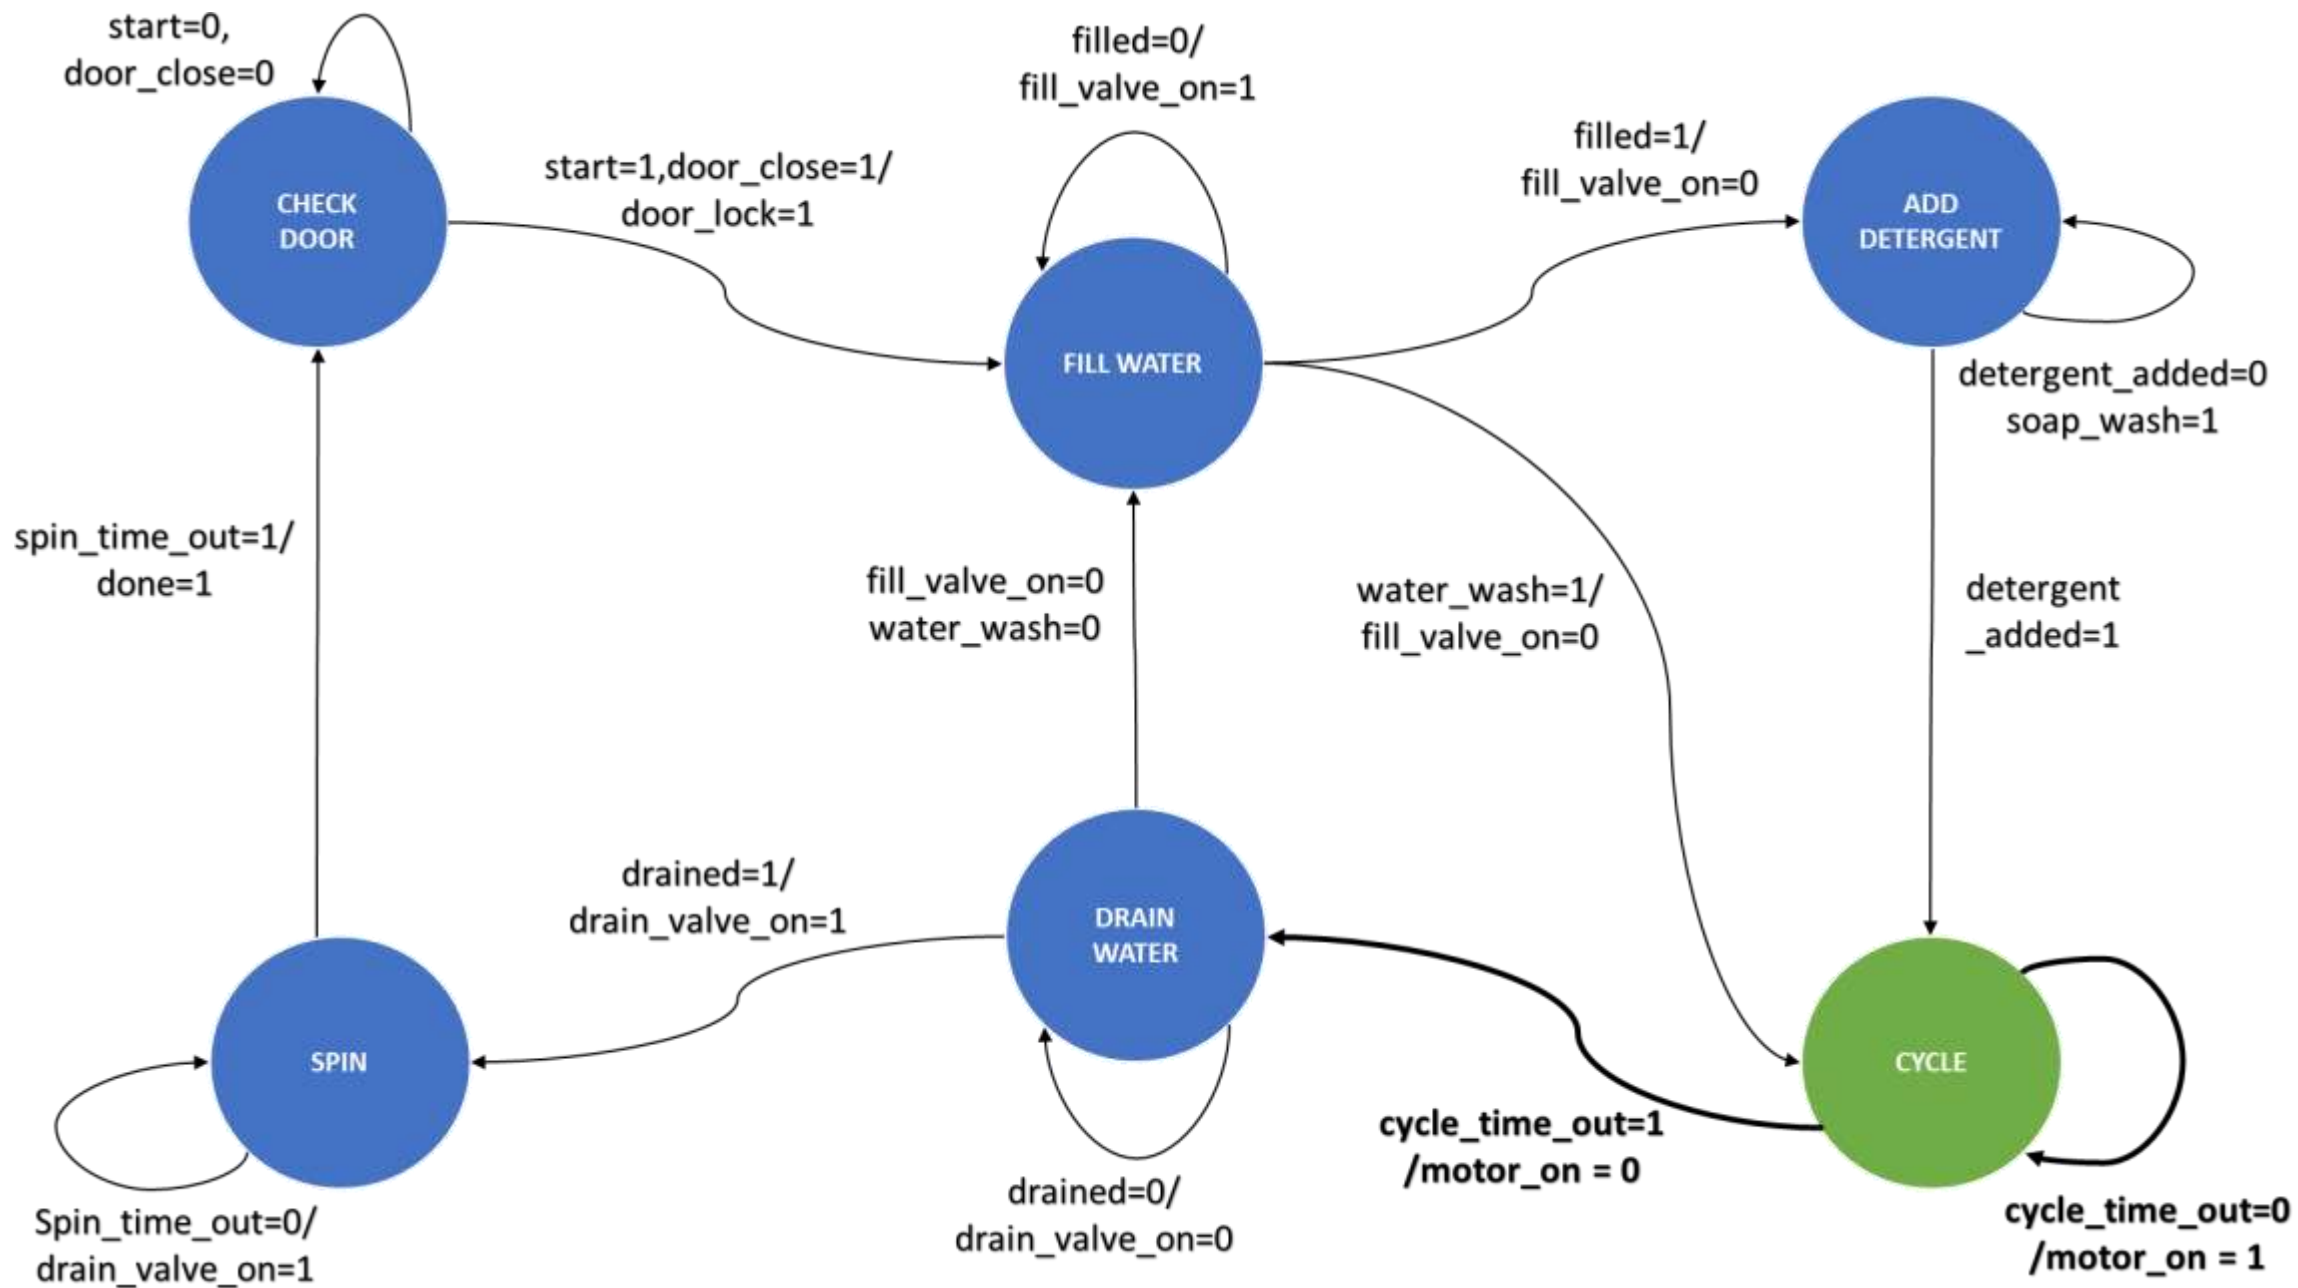 start=0,
door_close=0
filled=0/
fill_valve_on=1
start=1,door_close=1/
door_lock=1
filled=1/
fill_valve_on=0
CHECK
DOOR
ADD
DETERGENT
FILL WATER
detergent_added=0
soap_wash=1
spin_time_out=1/
done=1
fill_valve_on=0
water_wash=0
water_wash=1/
fill_valve_on=0
detergent
_added=1
drained=1/
drain_valve_on=1
DRAIN
WATER
SPIN
CYCLE
cycle_time_out=1
/motor_on = 0
drained=0/
drain_valve_on=0
Spin_time_out=0/
drain_valve_on=1
cycle_time_out=0
/motor_on = 1